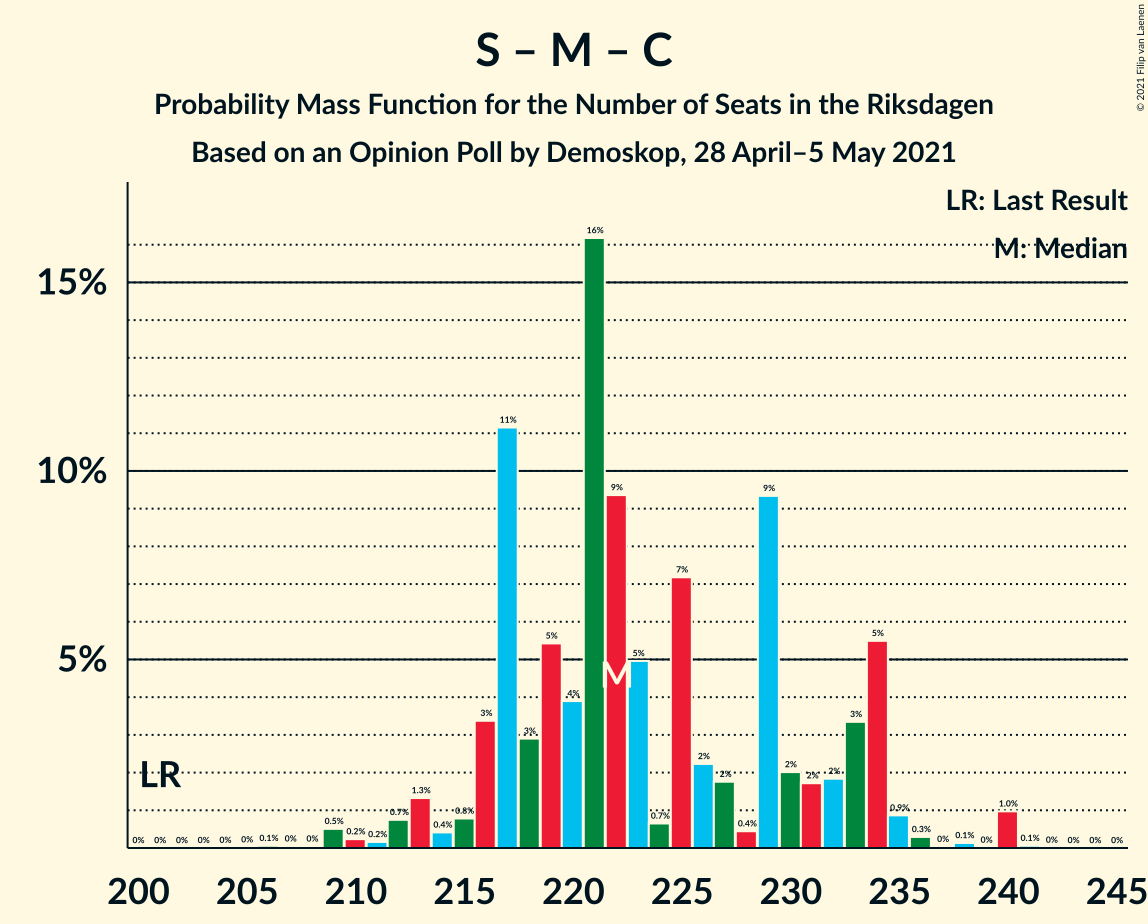 S – M – C
Probability Mass Function for the Number of Seats in the Riksdagen
Based on an Opinion Poll by Demoskop, 28 April–5 May 2021
© 2021 Filip van Laenen
LR: Last Result
M: Median
15%
10%
5%
LR
M
0% 0% 0% 0% 0% 0% 0.1% 0% 0% 0.5% 0.2% 0.2% 0.7% 1.3% 0.4% 0.8% 3% 11% 3% 5% 4% 16% 9% 5% 0.7% 7% 2% 2% 0.4% 9% 2% 2% 2% 3% 5% 0.9% 0.3% 0% 0.1% 0% 1.0% 0.1% 0% 0% 0% 0%
200 205 210 215 220 225 230 235 240 245